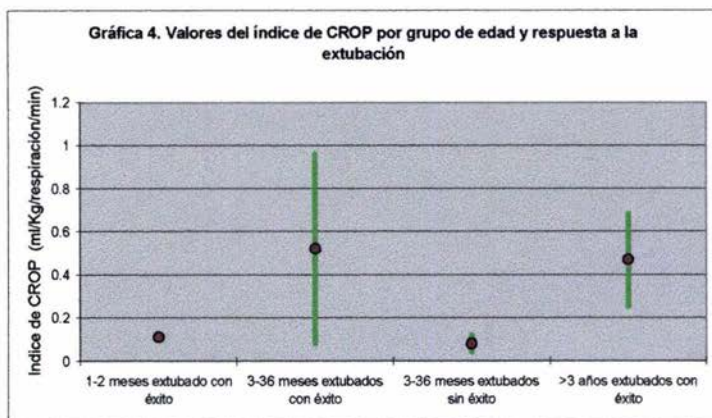 Gráfica 4. Valores del índice de CROP por grupo de edad y respuesta a la
extubación
Indice de CROP (ml/Kg/respiración/min)
1.2
1
0.8
0.6
0.4
0.2
0
1-2 meses extubado con
éxito
3-36 meses extubados
con éxito
3-36 meses extubados
sin éxito
>3 años extubados con
éxito